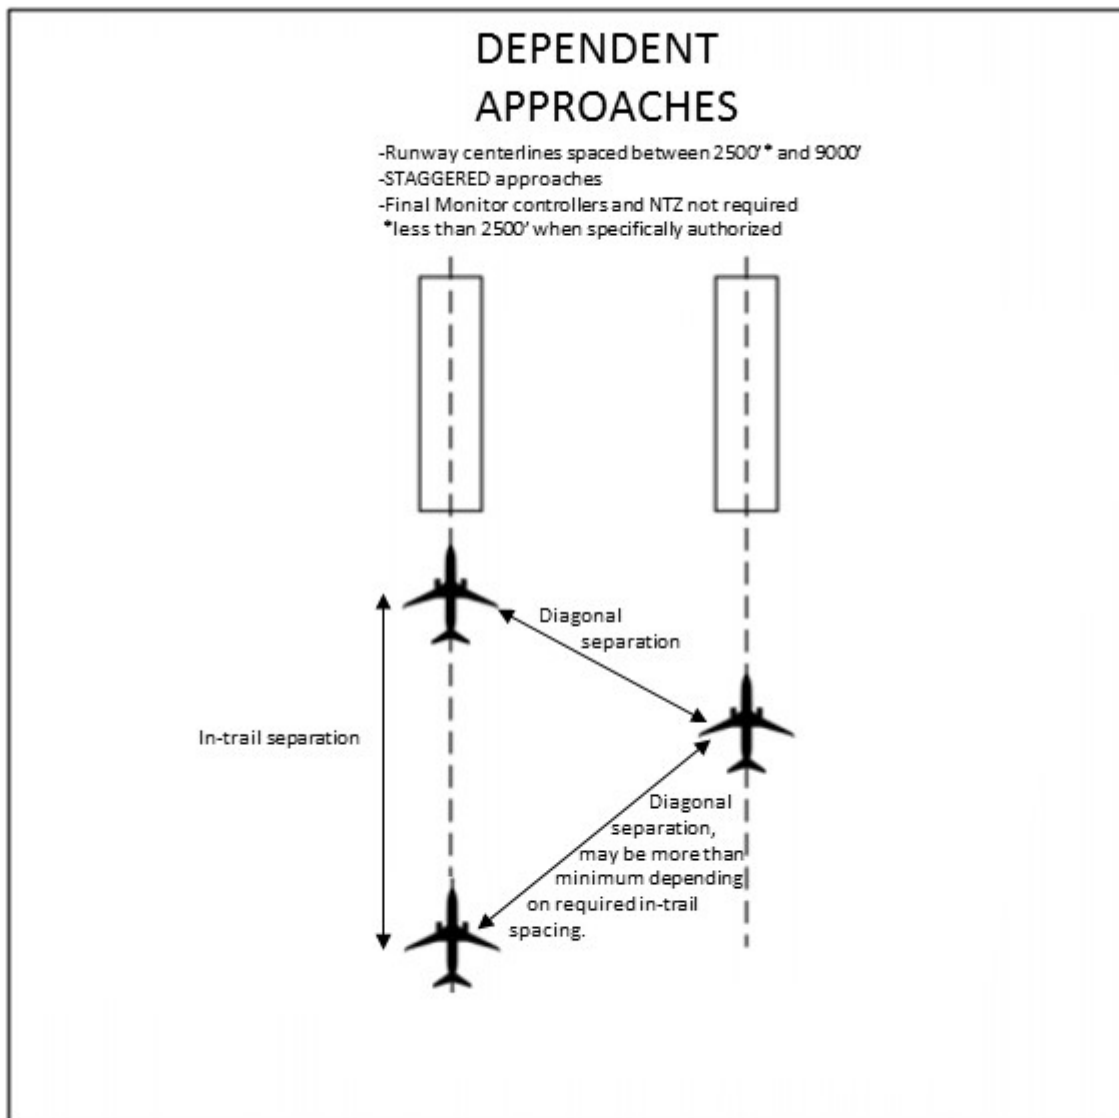 DEPENDENT
APPROACHES
-Runway centerlines spaced between 2500'* and 9000'
-STAGGERED approaches
-Final Monitor controllers and NTZ not required
*less than 2500' when specifically authorized
Diagonal
separation
In-trail separation
Diagonal
separation,
may be more than
minimum depending
on required in-trail
spacing.